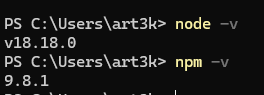 PS C:\Users\art3k> node -v
v18.18.0
PS C:\Users\art3k> npm -v
9.8.1